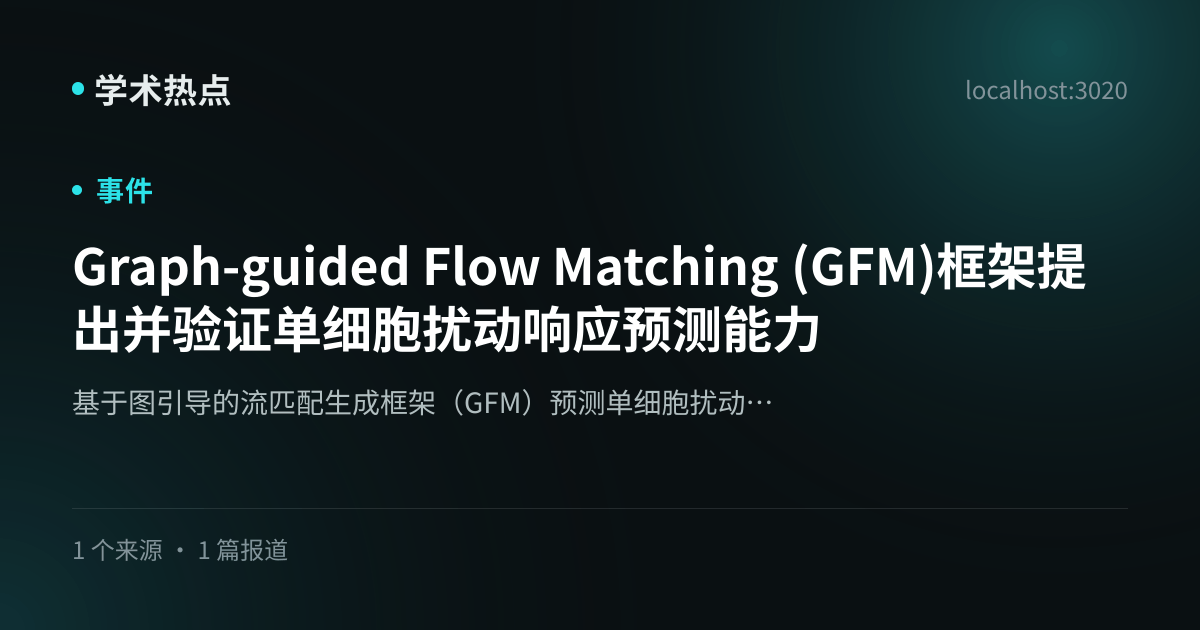 学术热点
localhost:3020
事件
Graph-guided Flow Matching (GFM)框架提
出并验证单细胞扰动响应预测能力
基于图引导的流匹配生成框架（GFM）预测单细胞扰动…
1 个来源 · 1 篇报道